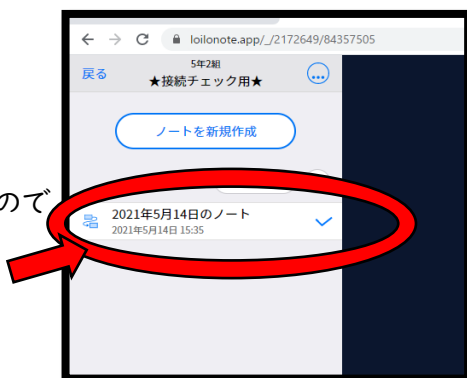 loilonote.app/_/2172649/84357505
5年2組
戻る
★接続チェック用★
ノートを新規作成
ので
2021年5月14日のノート
2021年5月14日 15:35